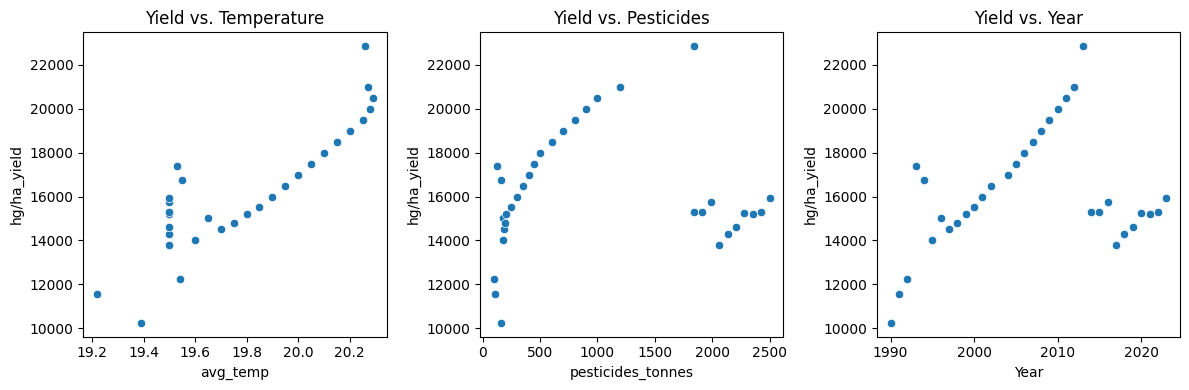 Yield vs. Temperature
hg/ha_yield
22000
20000
18000
16000
14000
12000
10000
19.2 19.4 19.6 19.8 20.0 20.2
avg_temp
Yield vs. Pesticides
hg/ha_yield
22000
20000
18000
16000
14000
12000
10000
0 500 1000 1500 2000 2500
pesticides_tonnes
Yield vs. Year
hg/ha_yield
22000
20000
18000
16000
14000
12000
10000
1990 2000 2010 2020
Year